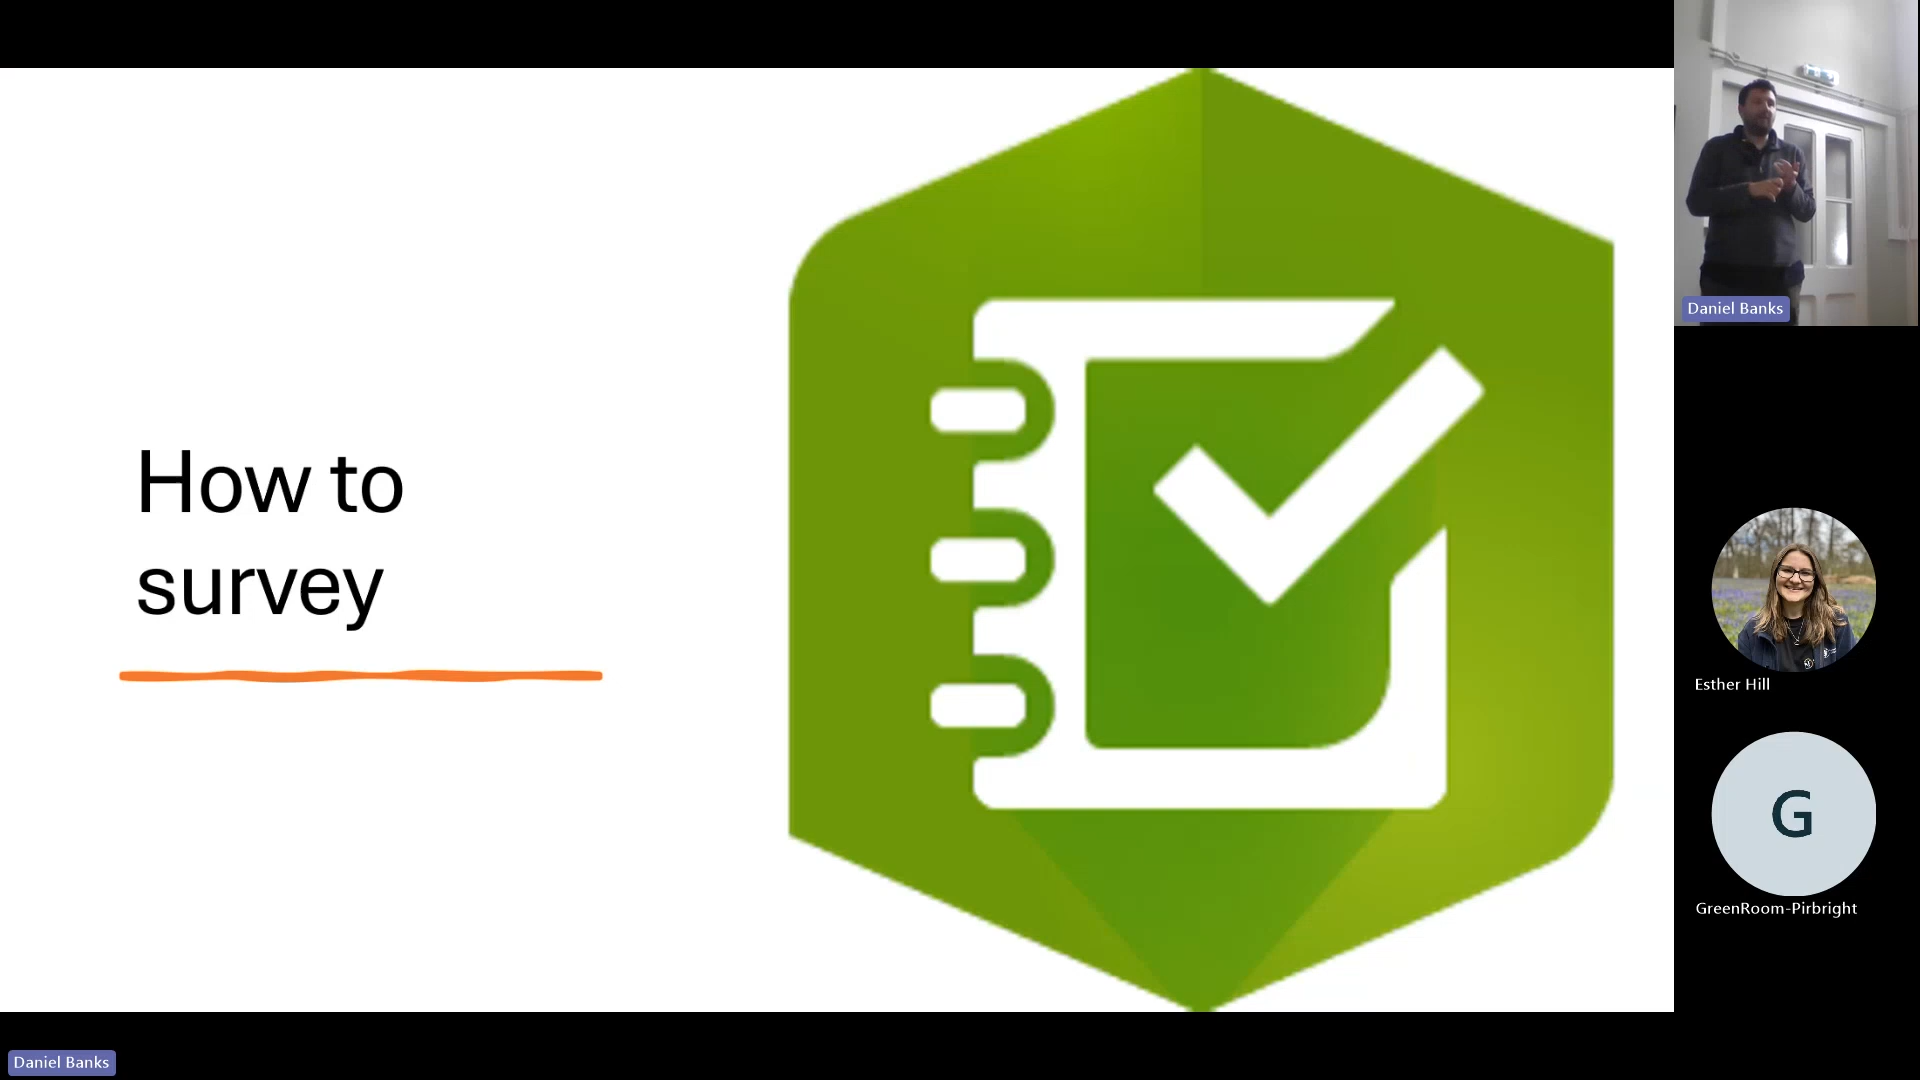 How to
survey
Daniel Banks
Esther Hill
G
GreenRoom-Pirbright
Daniel Banks